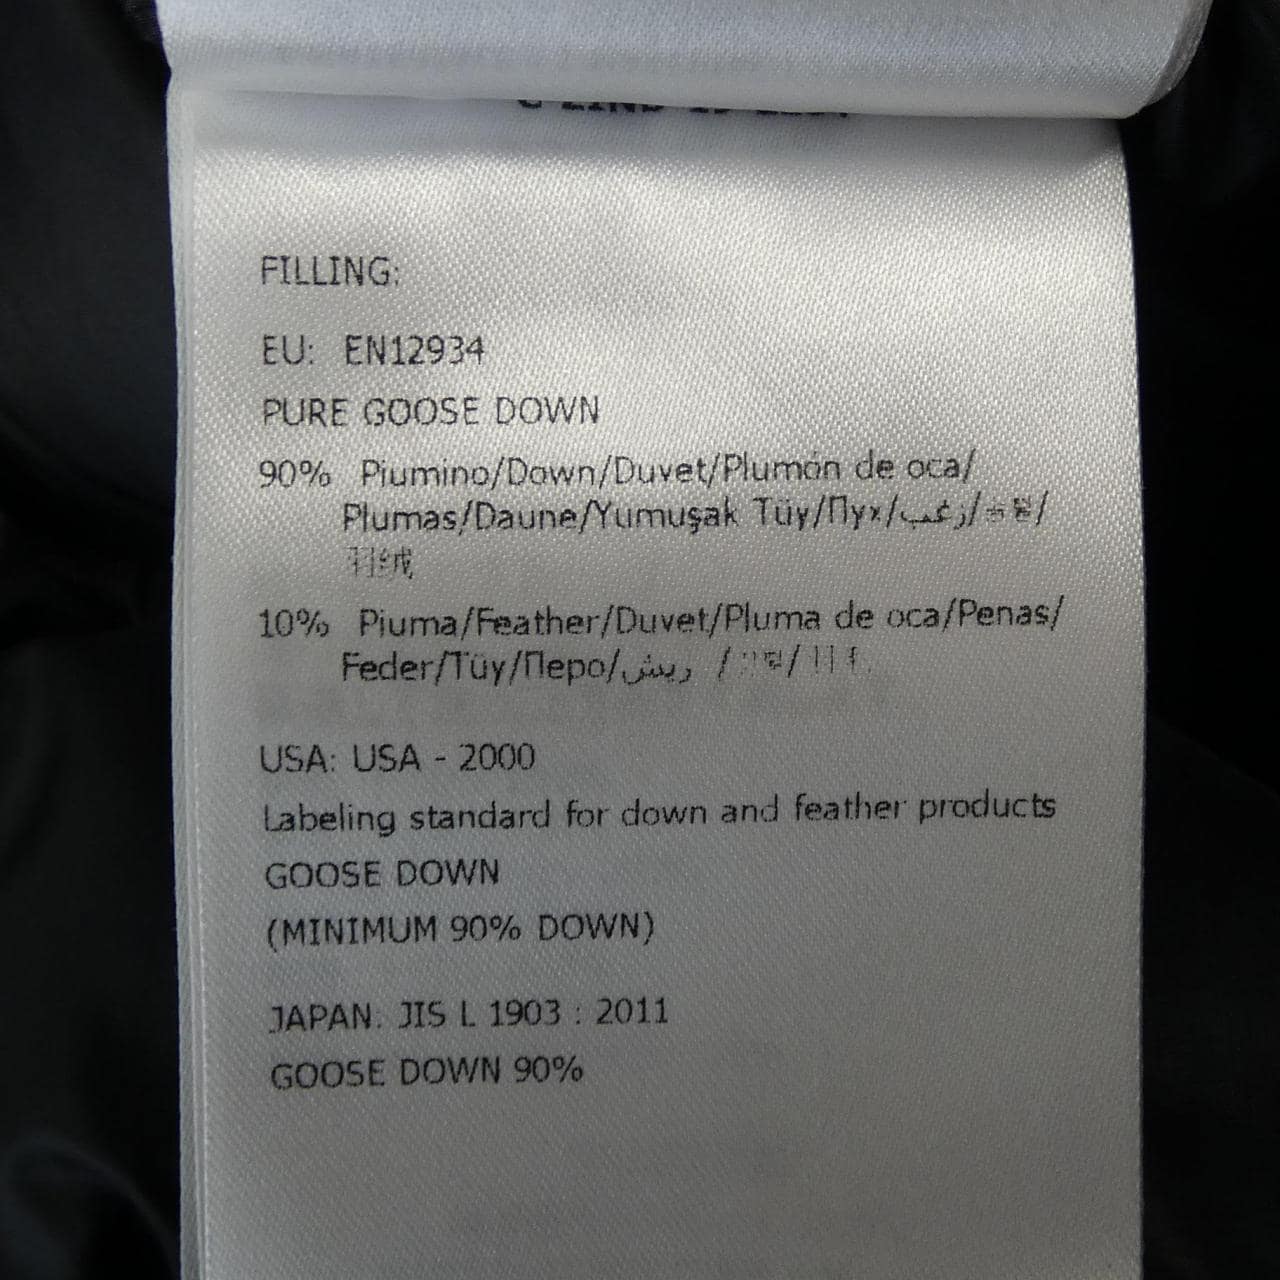 FILLING:
EU: EN12934
PURE GOOSE DOWN
90% Piumino/Down/Duvet/Plumón de oca/
Plumas/Daune/Yumuşak Tüy/Пух/زغب/
羽绒
10% Piuma/Feather/Duvet/Pluma de oca/Penas/
Feder/Tüy/Перо/ريش /
USA: USA - 2000
Labeling standard for down and feather products
GOOSE DOWN
(MINIMUM 90% DOWN)
JAPAN: JIS L 1903 : 2011
GOOSE DOWN 90%